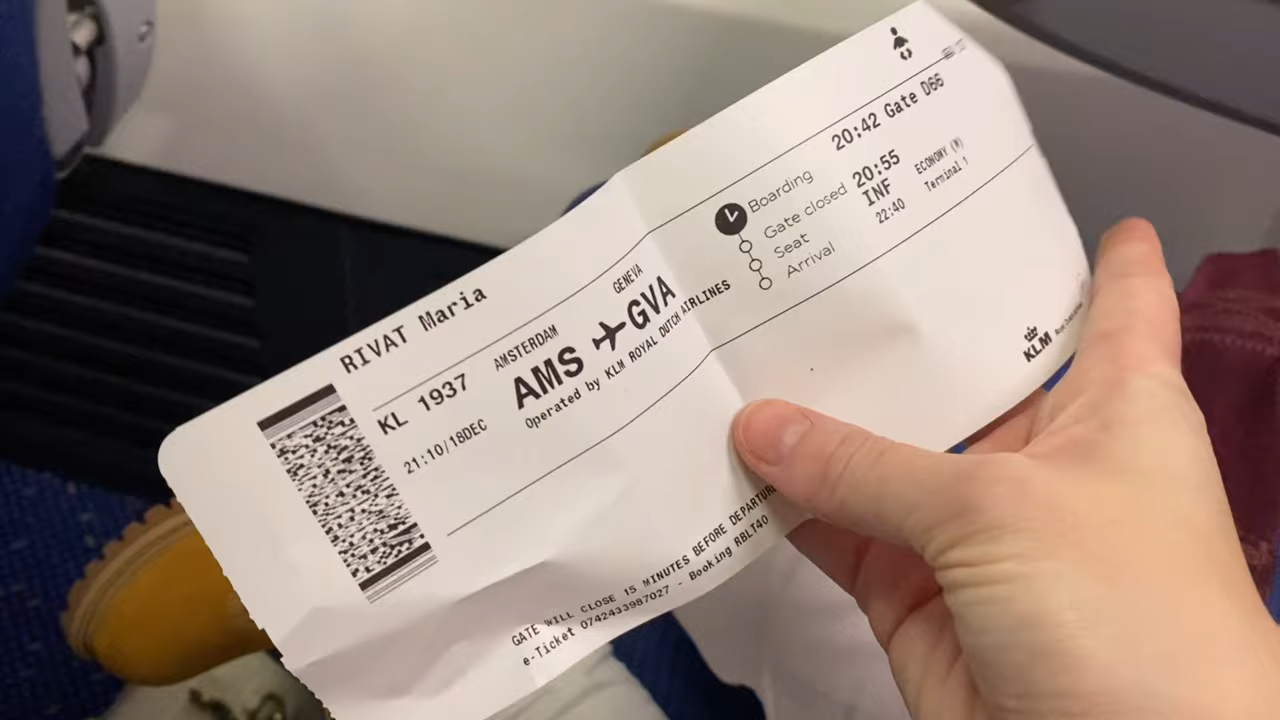 RIVAT Maria
KL 1937
21:10/18DEC
AMSTERDAM
GENEVA
AMS GVA
Operated by KLM ROYAL DUTCH AIRLINES
Boarding 20:42 Gate D66
Gate closed 20:55
Seat INF ECONOMY
Arrival 22:40 Terminal 1
GATE WILL CLOSE 15 MINUTES BEFORE DEPARTURE
e-Ticket 0742433987027 - Booking RBLT40
KLM